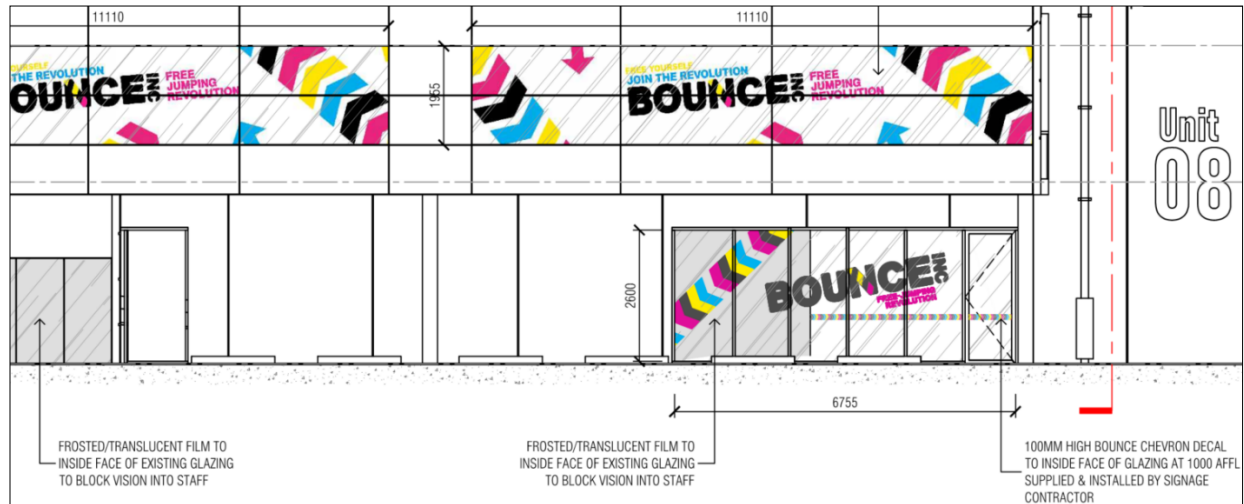 11110
11110
YOURSELF
THE REVOLUTION
OUNCE INC
FREE
JUMPING
REVOLUTION
1955
FREE YOURSELF
JOIN THE REVOLUTION
BOUNCE INC
FREE
JUMPING
REVOLUTION
Unit
08
2600
BOUNCE INC
FREE JUMPING
REVOLUTION
6755
FROSTED/TRANSLUCENT FILM TO
INSIDE FACE OF EXISTING GLAZING
TO BLOCK VISION INTO STAFF
FROSTED/TRANSLUCENT FILM TO
INSIDE FACE OF EXISTING GLAZING
TO BLOCK VISION INTO STAFF
100MM HIGH BOUNCE CHEVRON DECAL
TO INSIDE FACE OF GLAZING AT 1000 AFFL
SUPPLIED & INSTALLED BY SIGNAGE
CONTRACTOR